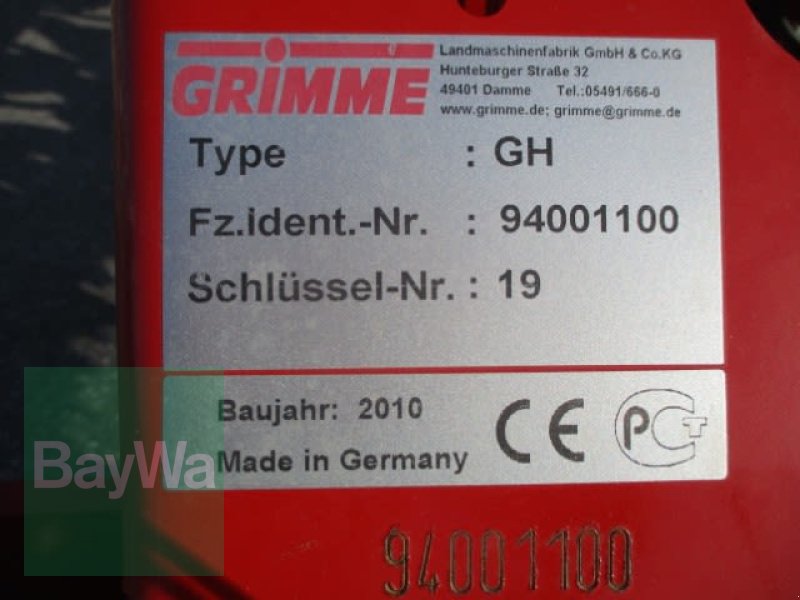 GRIMME
Landmaschinenfabrik GmbH & Co.KG
Hunteburger Straße 32
49401 Damme Tel.:05491/666-0
www.grimme.de; grimme@grimme.de
Type : GH
Fz.ident.-Nr. : 94001100
Schlüssel-Nr. : 19
Baujahr: 2010
Made in Germany
CE
PCT
BayWa
94001100